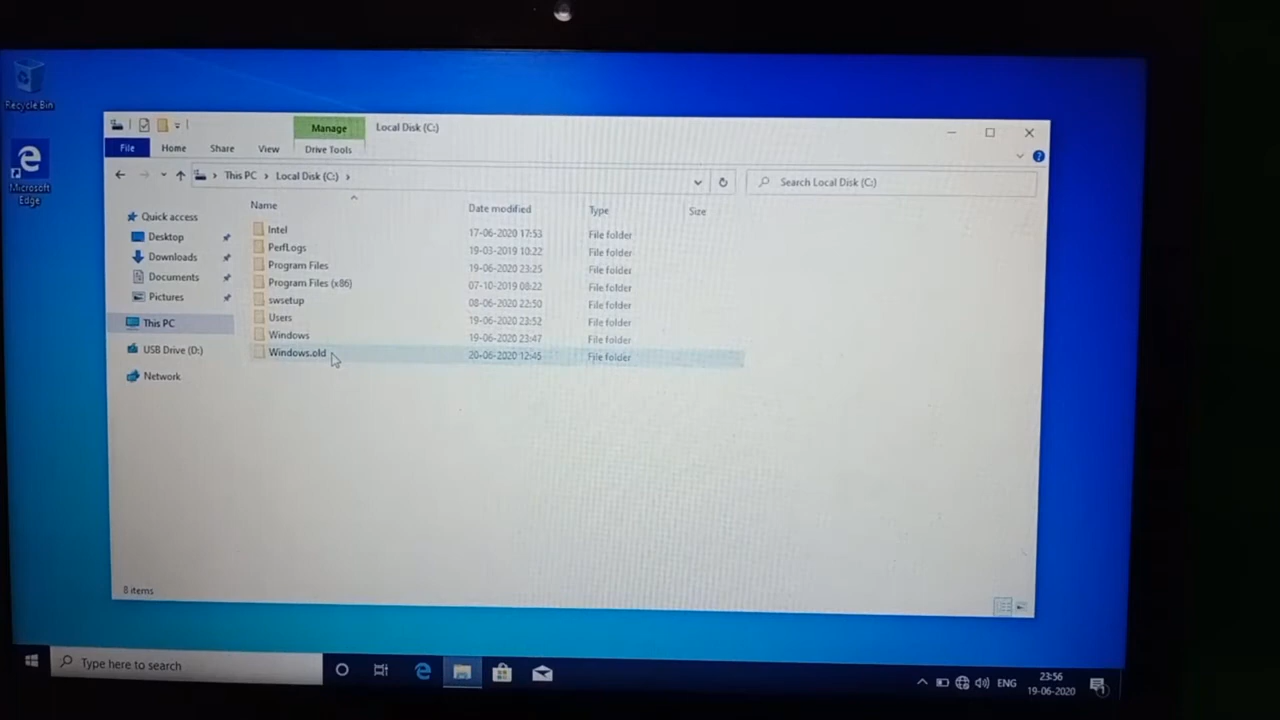 Recycle Bin
Microsoft
Edge
Manage
Local Disk (C:)
File
Home
Share
View
Drive Tools
This PC
Local Disk (C:)
Search Local Disk (C:)
Name
Date modified
Type
Size
Quick access
Desktop
Downloads
Documents
Pictures
This PC
USB Drive (D:)
Network
Intel 17-06-2020 17:53 File folder
PerfLogs 19-03-2019 10:22 File folder
Program Files 19-06-2020 23:25 File folder
Program Files (x86) 07-10-2019 08:22 File folder
swsetup 08-06-2020 22:50 File folder
Users 19-06-2020 23:52 File folder
Windows 19-06-2020 23:47 File folder
Windows.old 20-06-2020 12:45 File folder
8 items
Type here to search
ENG
23:56
19-06-2020
1